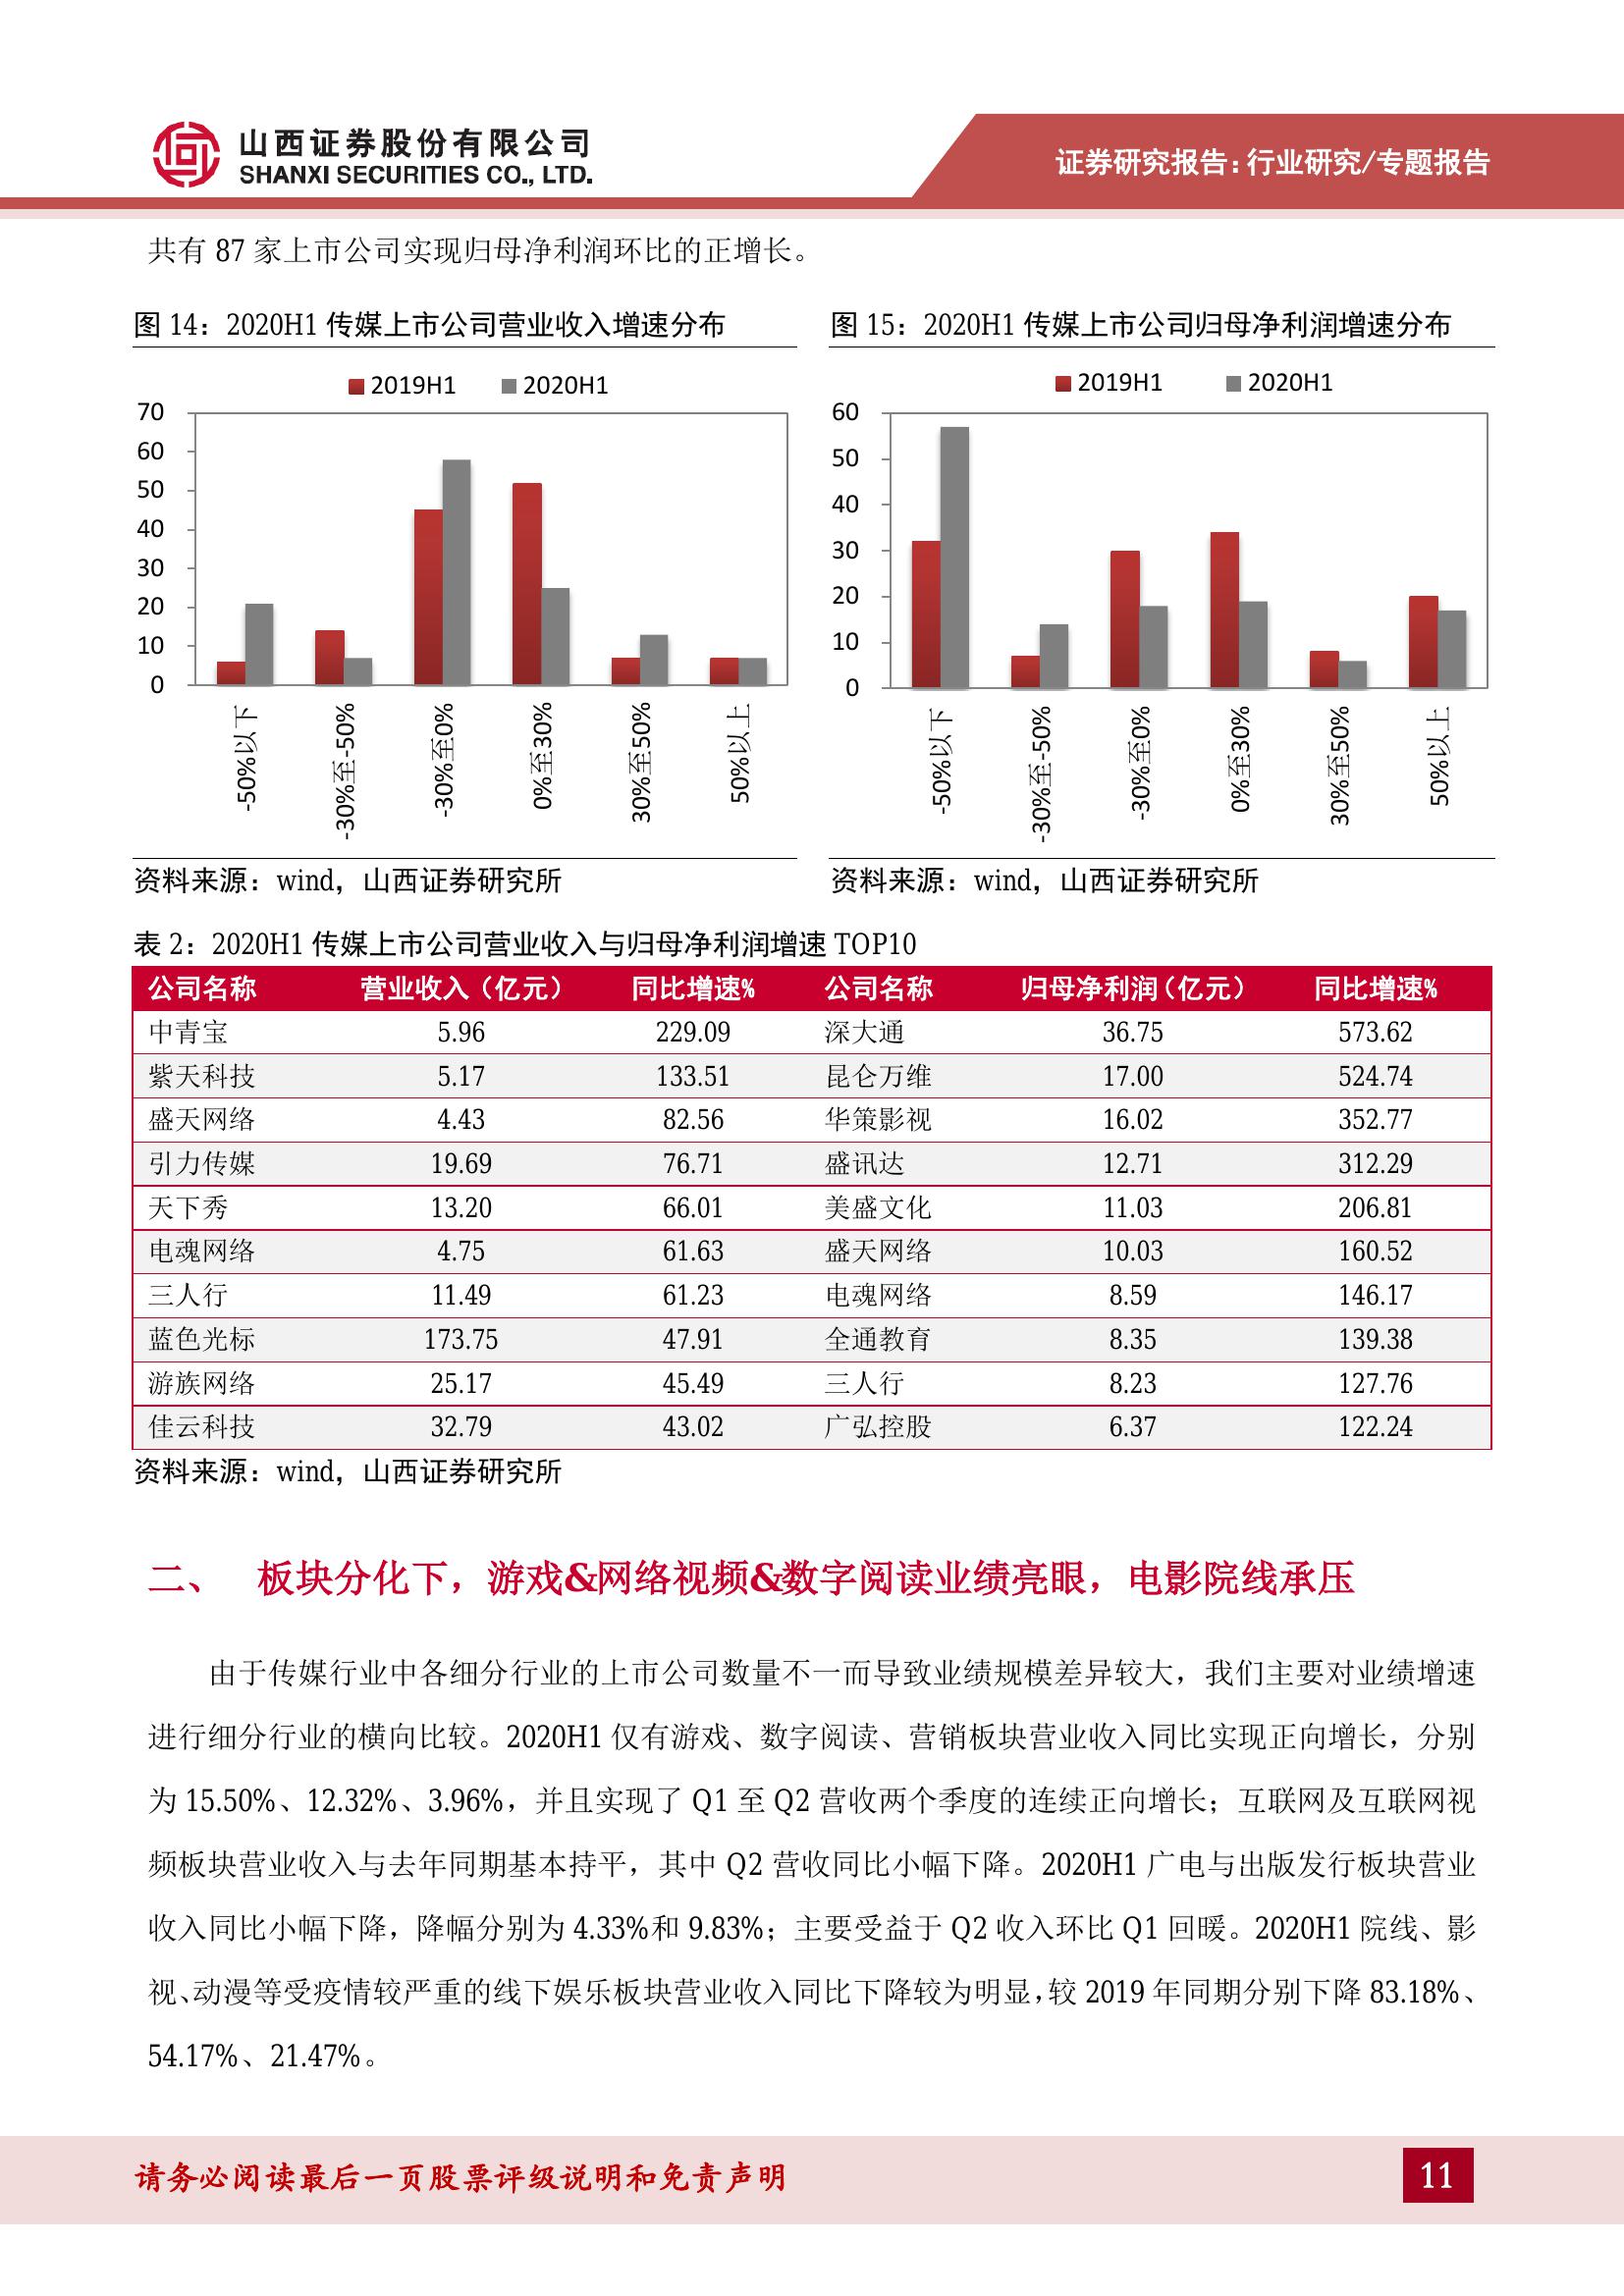 山西证券股份有限公司
SHANXI SECURITIES CO., LTD.
证券研究报告:行业研究/专题报告
共有 87 家上市公司实现归母净利润环比的正增长。
图 14：2020H1 传媒上市公司营业收入增速分布
2019H1 2020H1
70
60
50
40
30
20
10
0
-50%以下
-30%至-50%
-30%至0%
0%至30%
30%至50%
50%以上
资料来源：wind，山西证券研究所
图 15：2020H1 传媒上市公司归母净利润增速分布
2019H1 2020H1
60
50
40
30
20
10
0
-50%以下
-30%至-50%
-30%至0%
0%至30%
30%至50%
50%以上
资料来源：wind，山西证券研究所
表 2：2020H1 传媒上市公司营业收入与归母净利润增速 TOP10
公司名称 营业收入（亿元） 同比增速% 公司名称 归母净利润（亿元） 同比增速%
中青宝 5.96 229.09 深大通 36.75 573.62
紫天科技 5.17 133.51 昆仑万维 17.00 524.74
盛天网络 4.43 82.56 华策影视 16.02 352.77
引力传媒 19.69 76.71 盛讯达 12.71 312.29
天下秀 13.20 66.01 美盛文化 11.03 206.81
电魂网络 4.75 61.63 盛天网络 10.03 160.52
三人行 11.49 61.23 电魂网络 8.59 146.17
蓝色光标 173.75 47.91 全通教育 8.35 139.38
游族网络 25.17 45.49 三人行 8.23 127.76
佳云科技 32.79 43.02 广弘控股 6.37 122.24
资料来源：wind，山西证券研究所
二、 板块分化下，游戏&网络视频&数字阅读业绩亮眼，电影院线承压
由于传媒行业中各细分行业的上市公司数量不一而导致业绩规模差异较大，我们主要对业绩增速
进行细分行业的横向比较。2020H1 仅有游戏、数字阅读、营销板块营业收入同比实现正向增长，分别
为 15.50%、12.32%、3.96%，并且实现了 Q1 至 Q2 营收两个季度的连续正向增长；互联网及互联网视
频板块营业收入与去年同期基本持平，其中 Q2 营收同比小幅下降。2020H1 广电与出版发行板块营业
收入同比小幅下降，降幅分别为 4.33%和 9.83%；主要受益于 Q2 收入环比 Q1 回暖。2020H1 院线、影
视、动漫等受疫情较严重的线下娱乐板块营业收入同比下降较为明显，较 2019 年同期分别下降 83.18%、
54.17%、21.47%。
请务必阅读最后一页股票评级说明和免责声明
11